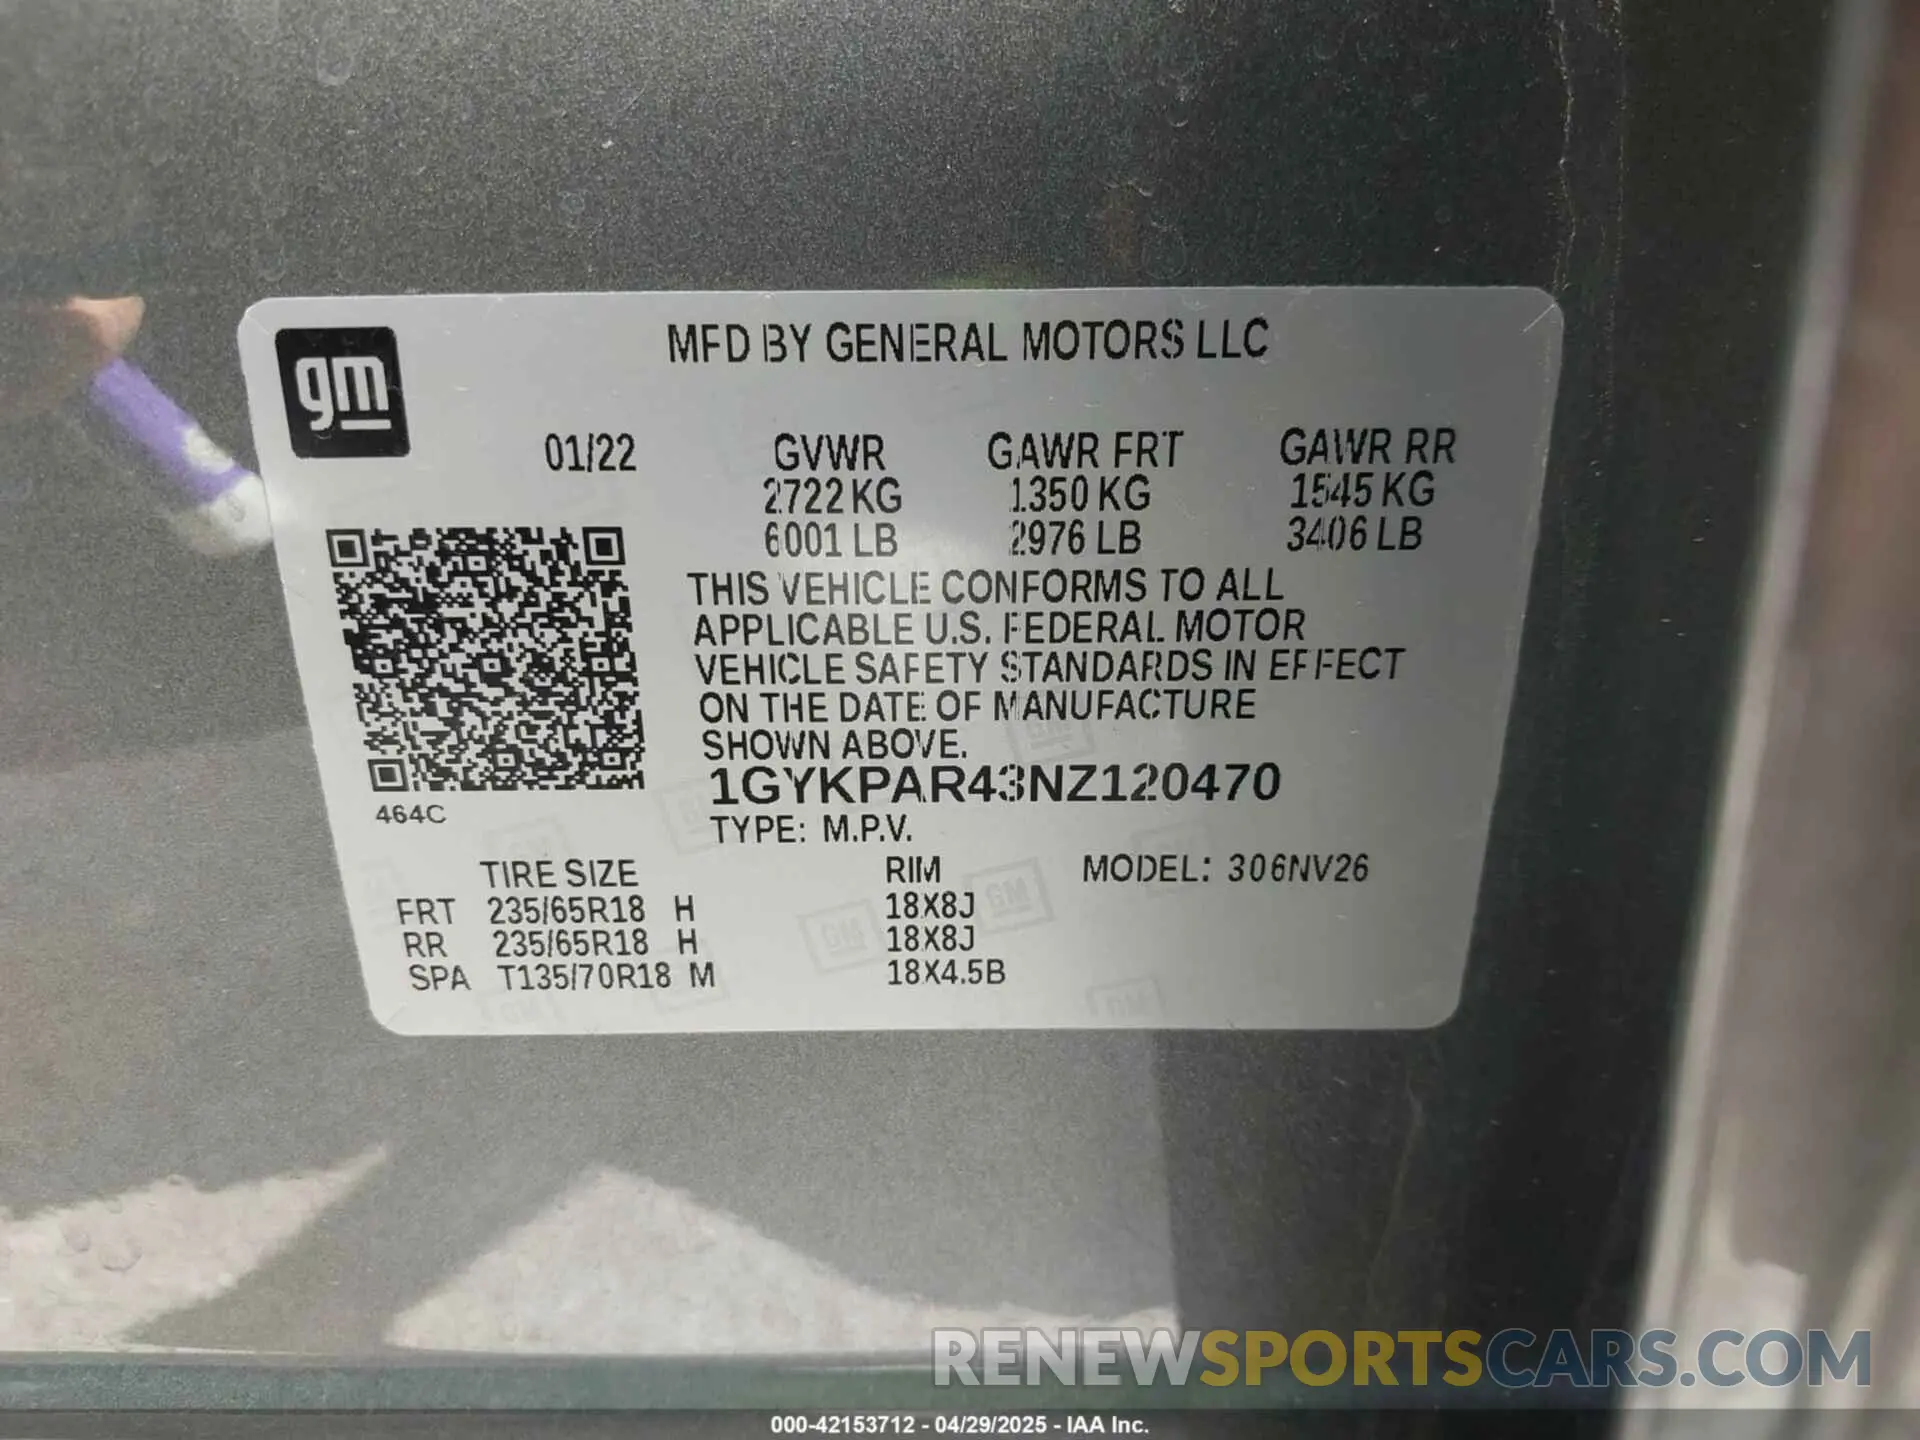 gm
MFD BY GENERAL MOTORS LLC
01/22 GVWR GAWR FRT GAWR RR
2722 KG 1350 KG 1545 KG
6001 LB 2976 LB 3406 LB
THIS VEHICLE CONFORMS TO ALL
APPLICABLE U.S. FEDERAL MOTOR
VEHICLE SAFETY STANDARDS IN EFFECT
ON THE DATE OF MANUFACTURE
SHOWN ABOVE.
1GYKPAR43NZ120470
464C
TYPE: M.P.V.
TIRE SIZE RIM MODEL: 306NV26
FRT 235/65R18 H 18X8J
RR 235/65R18 H 18X8J
SPA T135/70R18 M 18X4.5B
RENEWSPORTSCARS.COM
000-42153712 - 04/29/2025 - IAA Inc.